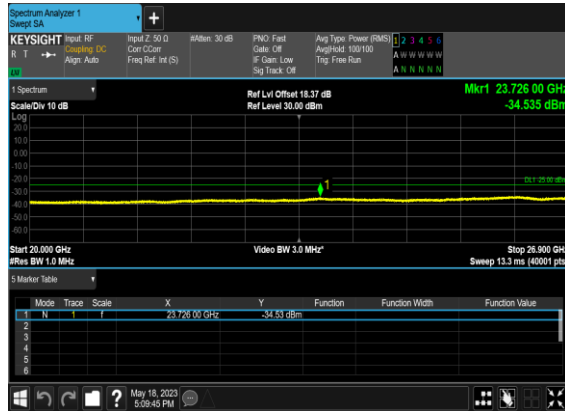 Spectrum Analyzer 1
Swept SA
+
KEYSIGHT Input: RF Input Z: 50 Ω #Atten: 30 dB PNO: Fast Avg Type: Power (RMS) 1 2 3 4 5 6
R T Coupling: DC Corr CCorr Gate: Off Avg|Hold: 100/100 A W W W W W
Align: Auto Freq Ref: Int (S) IF Gain: Low Trig: Free Run
Sig Track: Off A N N N N N
1 Spectrum Ref Lvl Offset 18.37 dB Mkr1 23.726 00 GHz
Scale/Div 10 dB Ref Level 30.00 dBm -34.535 dBm
Log
20.0
10.0
0.00
-10.0
-20.0 DL1 -25.00 dBm
1
-30.0
-40.0
-50.0
-60.0
Start 20.000 GHz Video BW 3.0 MHz* Stop 26.900 GHz
#Res BW 1.0 MHz Sweep 13.3 ms (40001 pts)
5 Marker Table
Mode Trace Scale X Y Function Function Width Function Value
1 N 1 f 23.726 00 GHz -34.53 dBm
2
3
4
5
6
? May 18, 2023
5:09:45 PM